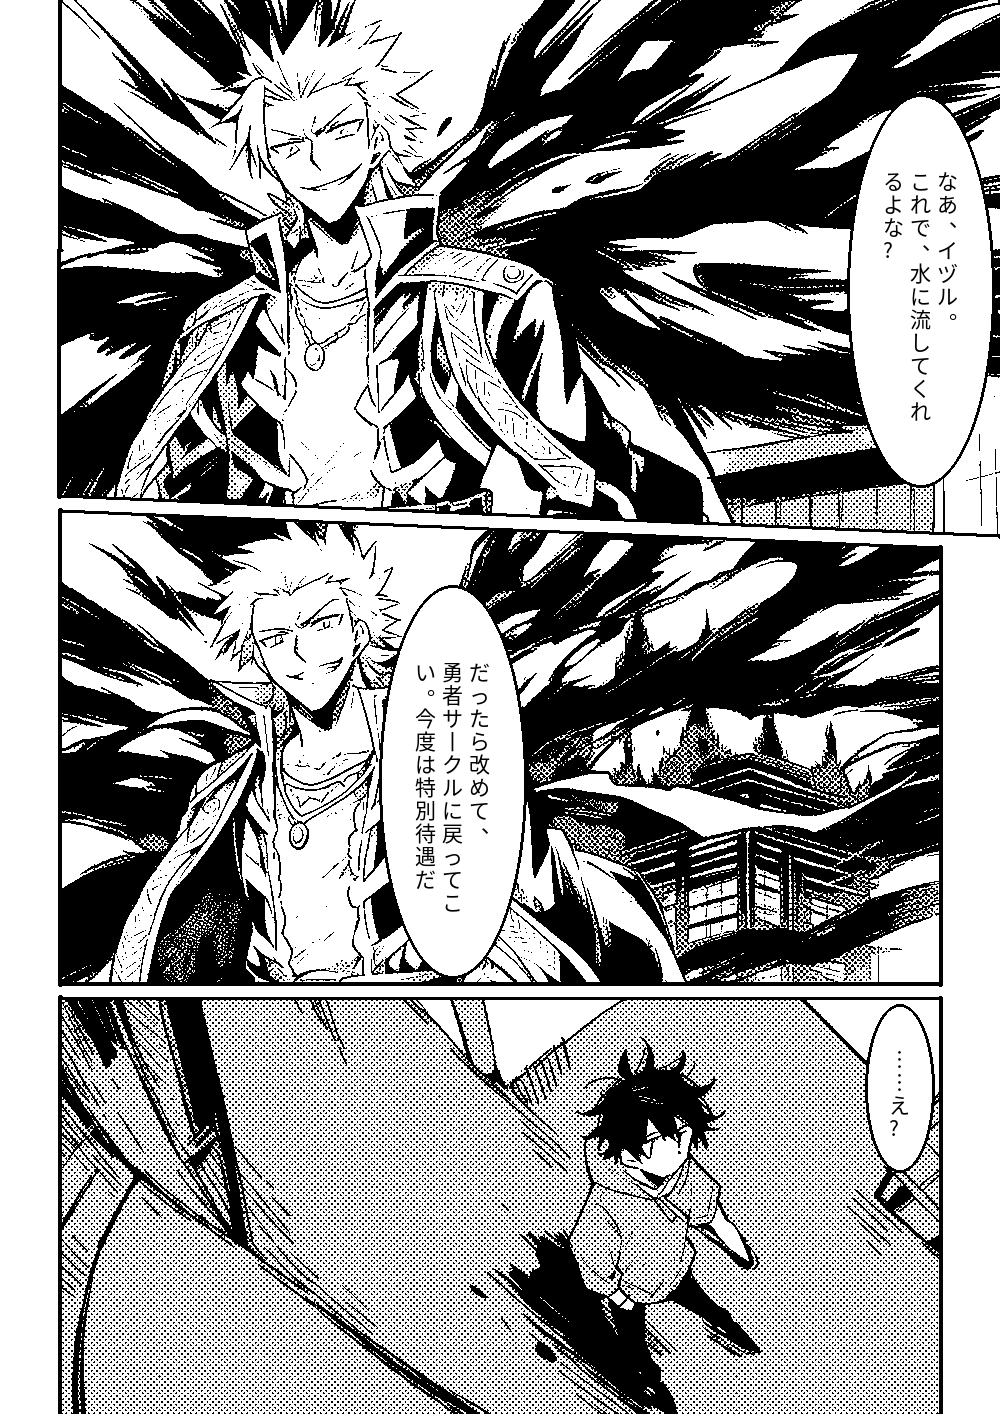 なあ、イヅル。
これで、水に流してくれ
るよな?
だったら改めて、
勇者サークルに戻ってこ
い。今度は特別待遇だ
……え?